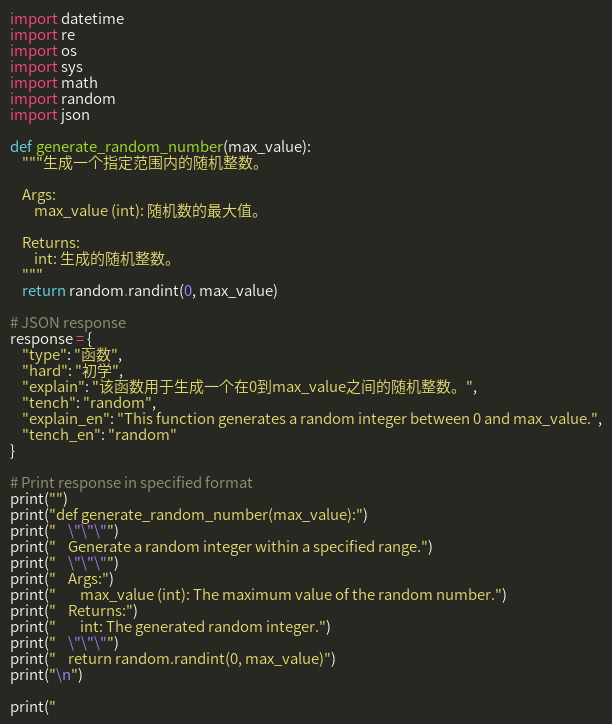 import datetime
import re
import os
import sys
import math
import random
import json

def generate_random_number(max_value):
    """生成一个指定范围内的随机整数。

    Args:
        max_value (int): 随机数的最大值。

    Returns:
        int: 生成的随机整数。
    """
    return random.randint(0, max_value)

# JSON response
response = {
    "type": "函数",
    "hard": "初学",
    "explain": "该函数用于生成一个在0到max_value之间的随机整数。",
    "tench": "random",
    "explain_en": "This function generates a random integer between 0 and max_value.",
    "tench_en": "random"
}

# Print response in specified format
print("")
print("def generate_random_number(max_value):")
print("    \"\"\"")
print("    Generate a random integer within a specified range.")
print("    \"\"\"")
print("    Args:")
print("        max_value (int): The maximum value of the random number.")
print("    Returns:")
print("        int: The generated random integer.")
print("    \"\"\"")
print("    return random.randint(0, max_value)")
print("\n")

print("